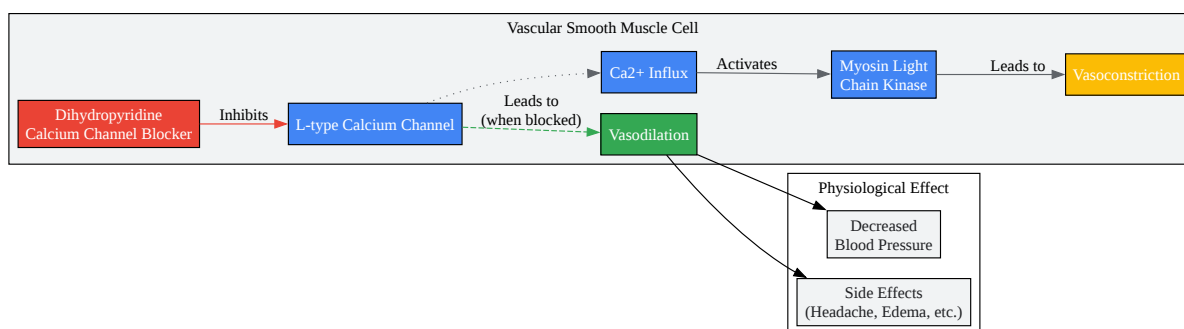 Vascular Smooth Muscle Cell
Dihydropyridine
Calcium Channel Blocker
Inhibits
L-type Calcium Channel
Leads to
(when blocked)
Ca2+ Influx
Activates
Myosin Light
Chain Kinase
Leads to
Vasoconstriction
Vasodilation
Physiological Effect
Decreased
Blood Pressure
Side Effects
(Headache, Edema, etc.)